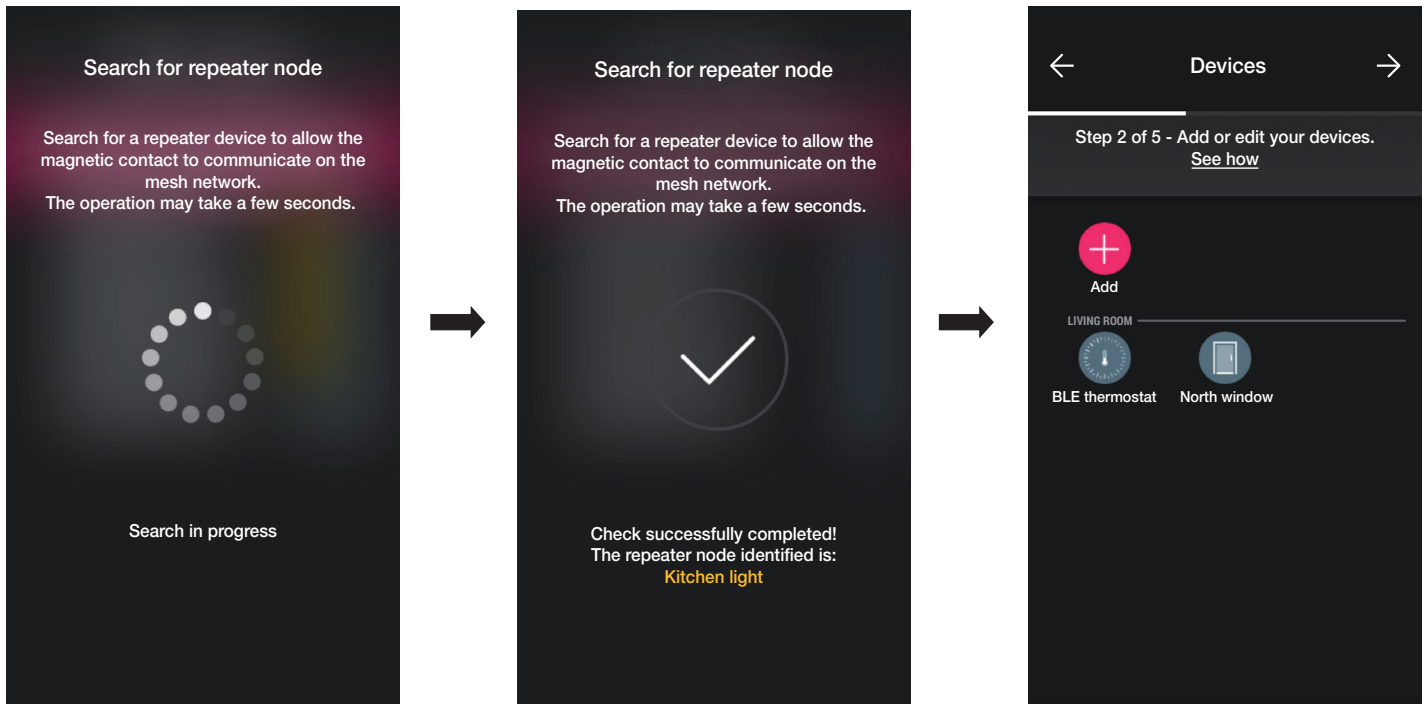 Search for repeater node
Search for a repeater device to allow the
magnetic contact to communicate on the
mesh network.
The operation may take a few seconds.
Search in progress
Search for repeater node
Search for a repeater device to allow the
magnetic contact to communicate on the
mesh network.
The operation may take a few seconds.
Check successfully completed!
The repeater node identified is:
Kitchen light
Devices
Step 2 of 5 - Add or edit your devices.
See how
Add
LIVING ROOM
BLE thermostat North window